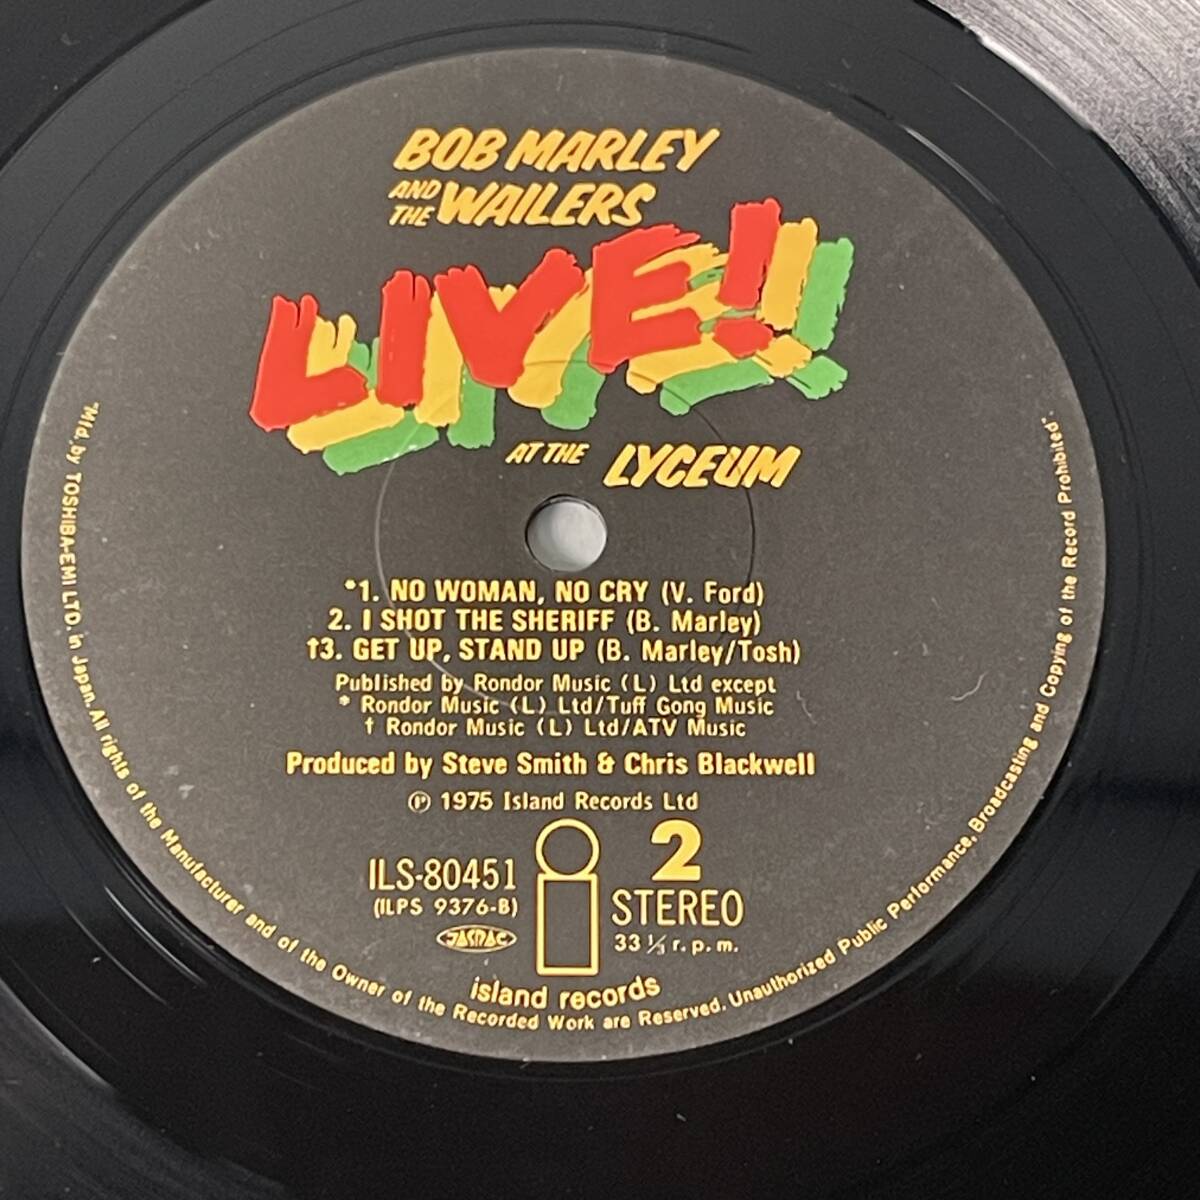 BOB MARLEY
AND THE WAILERS
LIVE!
AT THE LYCEUM
*1. NO WOMAN, NO CRY (V. Ford)
2. I SHOT THE SHERIFF (B. Marley)
†3. GET UP, STAND UP (B. Marley/Tosh)
Published by Rondor Music (L) Ltd except
* Rondor Music (L) Ltd/Tuff Gong Music
† Rondor Music (L) Ltd/ATV Music
Produced by Steve Smith & Chris Blackwell
℗ 1975 Island Records Ltd
ILS-80451
(ILPS 9376-B)
JASRAC
2
STEREO
33 ⅓ r.p.m.
island records
"Mfd. by TOSHIBA-EMI LTD. in Japan. All rights of the Manufacturer and of the Owner of the Recorded Work are Reserved. Unauthorized Public Performance, Broadcasting and Copying of the Record Prohibited".